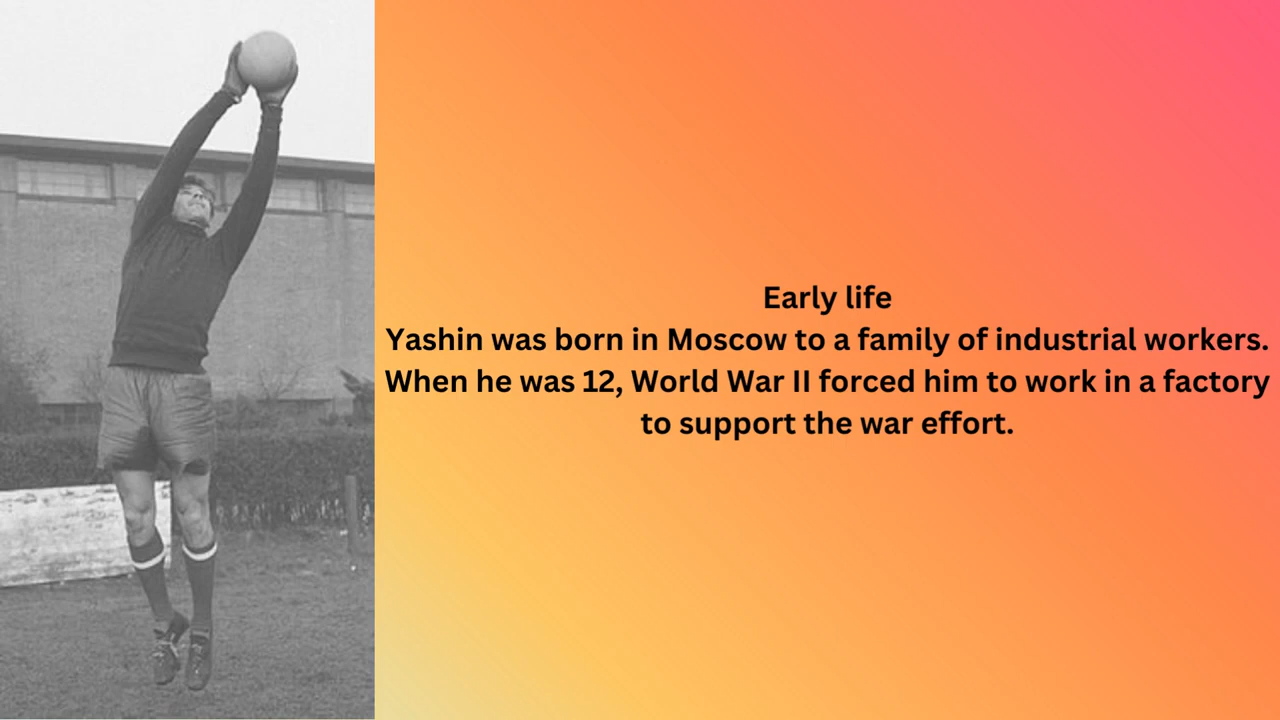 Early life
Yashin was born in Moscow to a family of industrial workers.
When he was 12, World War II forced him to work in a factory
to support the war effort.